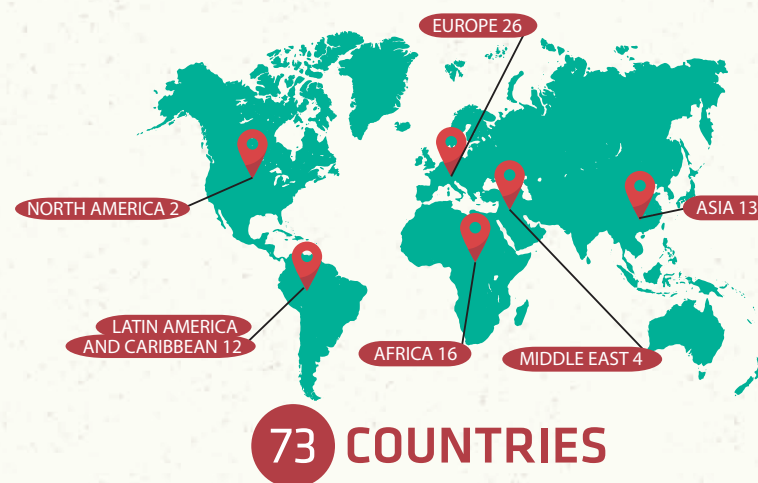 EUROPE 26
NORTH AMERICA 2
ASIA 13
LATIN AMERICA
AND CARIBBEAN 12
AFRICA 16
MIDDLE EAST 4
73 COUNTRIES